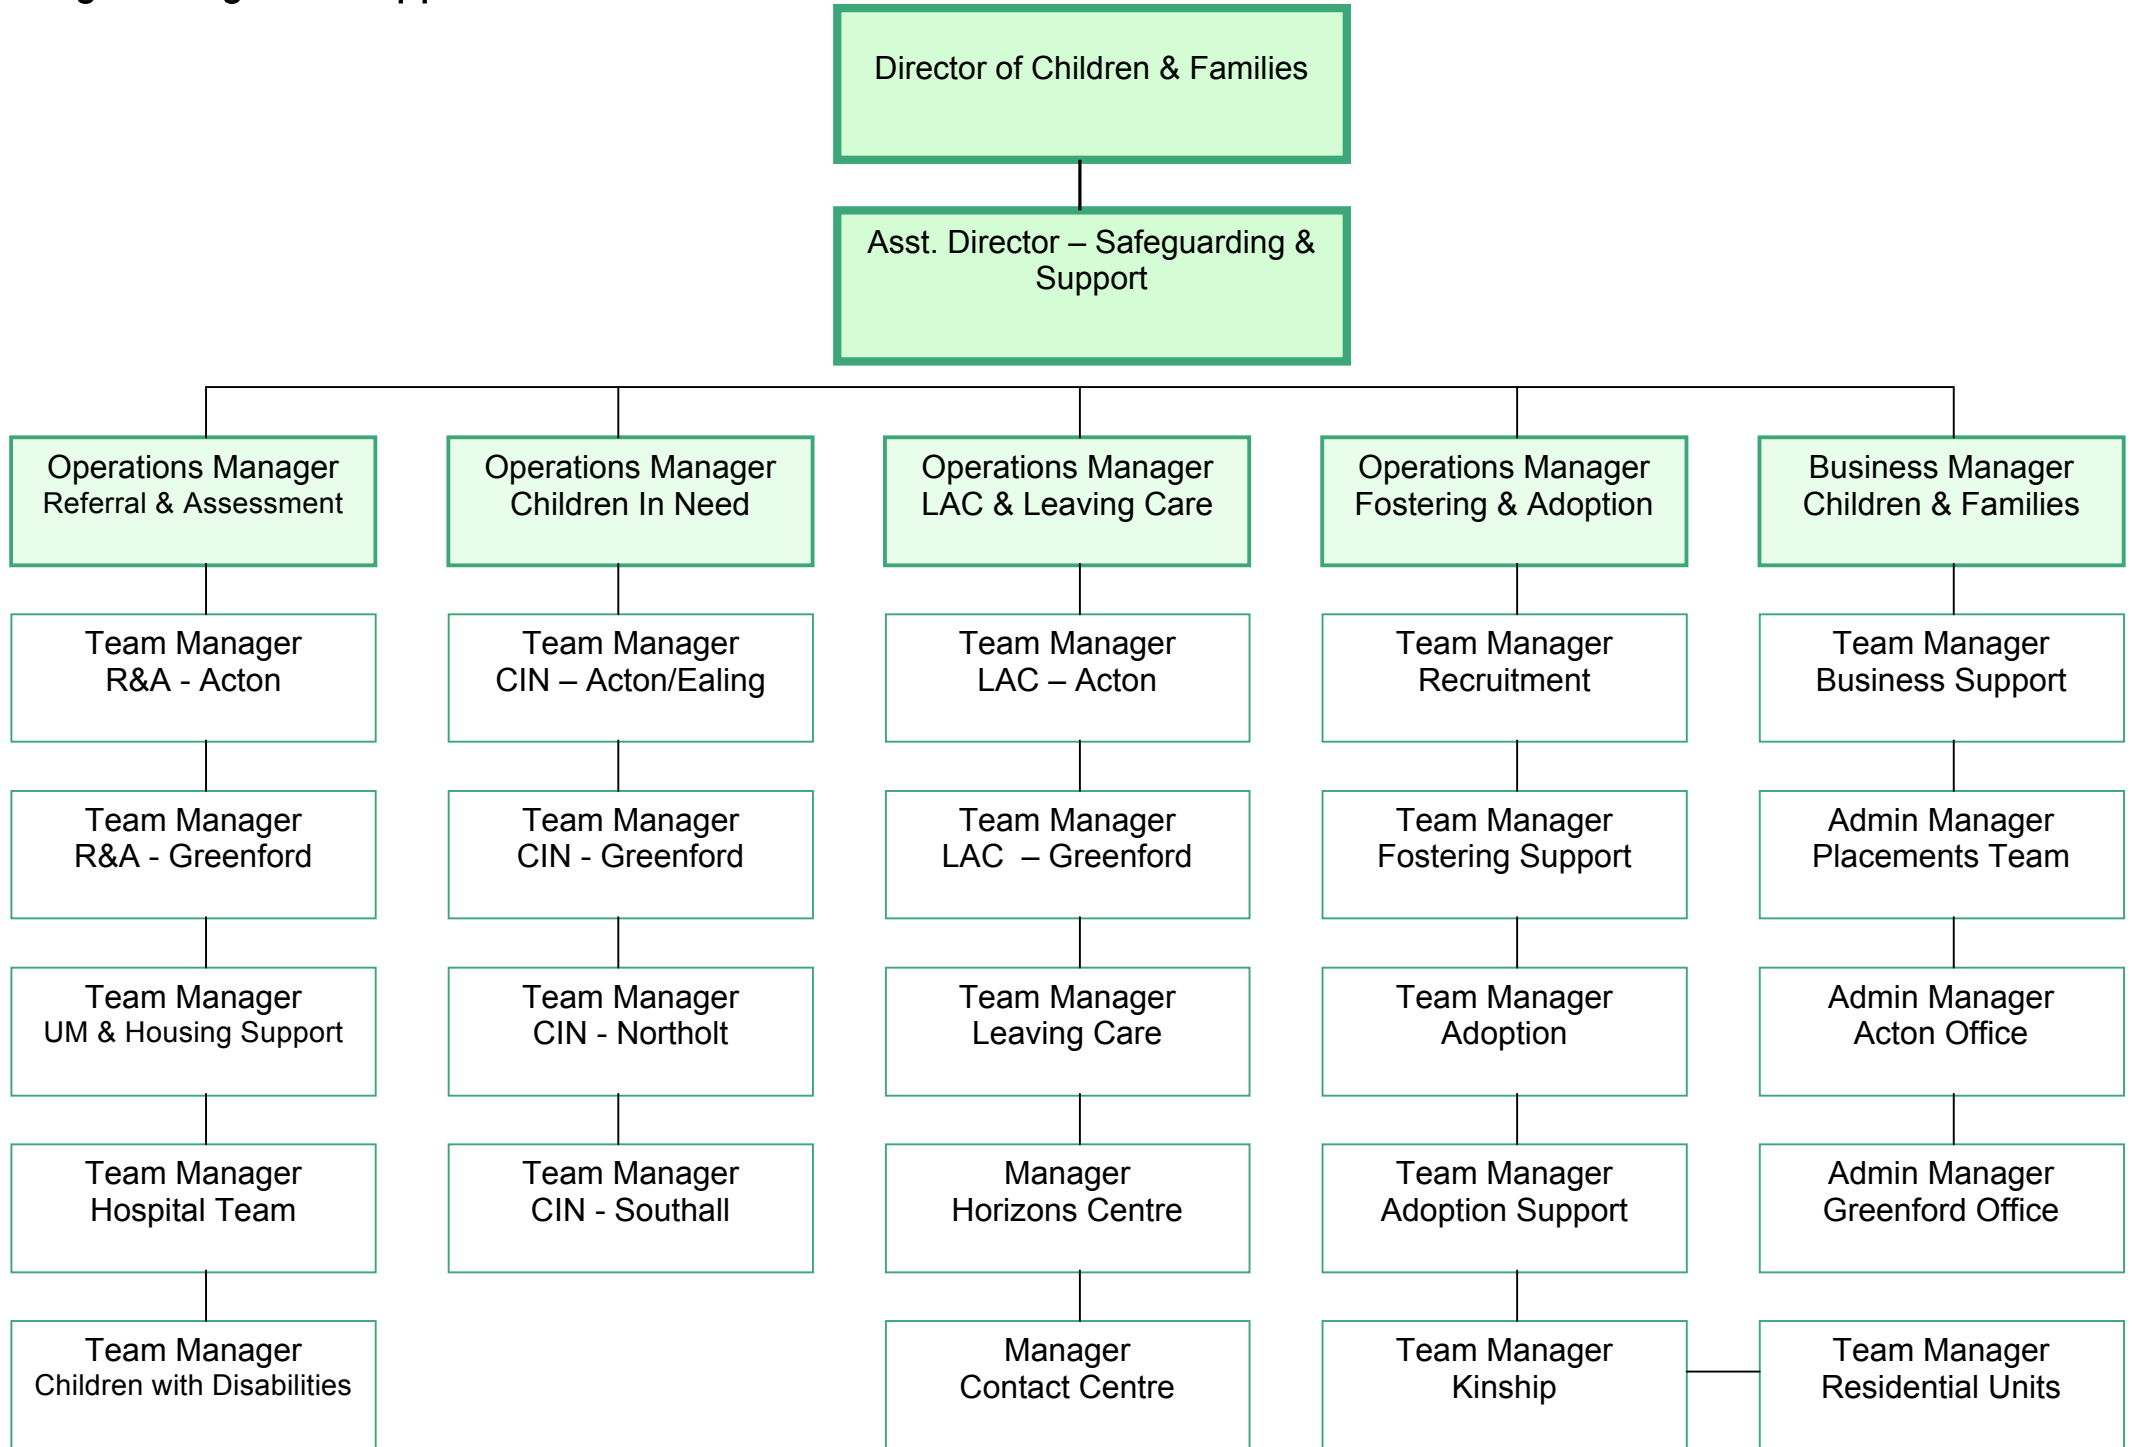 Director of Children & Families
Asst. Director – Safeguarding &
Support
Operations Manager
Referral & Assessment
Operations Manager
Children In Need
Operations Manager
LAC & Leaving Care
Operations Manager
Fostering & Adoption
Business Manager
Children & Families
Team Manager
R&A - Acton
Team Manager
CIN – Acton/Ealing
Team Manager
LAC – Acton
Team Manager
Recruitment
Team Manager
Business Support
Team Manager
R&A - Greenford
Team Manager
CIN - Greenford
Team Manager
LAC – Greenford
Team Manager
Fostering Support
Admin Manager
Placements Team
Team Manager
UM & Housing Support
Team Manager
CIN - Northolt
Team Manager
Leaving Care
Team Manager
Adoption
Admin Manager
Acton Office
Team Manager
Hospital Team
Team Manager
CIN - Southall
Manager
Horizons Centre
Team Manager
Adoption Support
Admin Manager
Greenford Office
Team Manager
Children with Disabilities
Manager
Contact Centre
Team Manager
Kinship
Team Manager
Residential Units